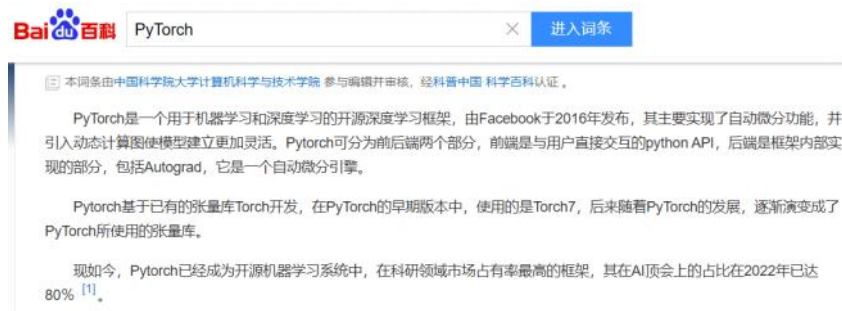 Bai du 百科 PyTorch 进入词条
本词条由中国科学院大学计算机科学与技术学院 参与编辑并审核，经科普中国·科学百科认证 。
PyTorch是一个用于机器学习和深度学习的开源深度学习框架，由Facebook于2016年发布，其主要实现了自动微分功能，并
引入动态计算图使模型建立更加灵活。Pytorch可分为前后端两个部分，前端是与用户直接交互的python API，后端是框架内部实
现的部分，包括Autograd，它是一个自动微分引擎。
Pytorch基于已有的张量库Torch开发，在PyTorch的早期版本中，使用的是Torch7，后来随着PyTorch的发展，逐渐演变成了
PyTorch所使用的张量库。
现如今，Pytorch已经成为开源机器学习系统中，在科研领域市场占有率最高的框架，其在AI顶会上的占比在2022年已达
80% [1]。